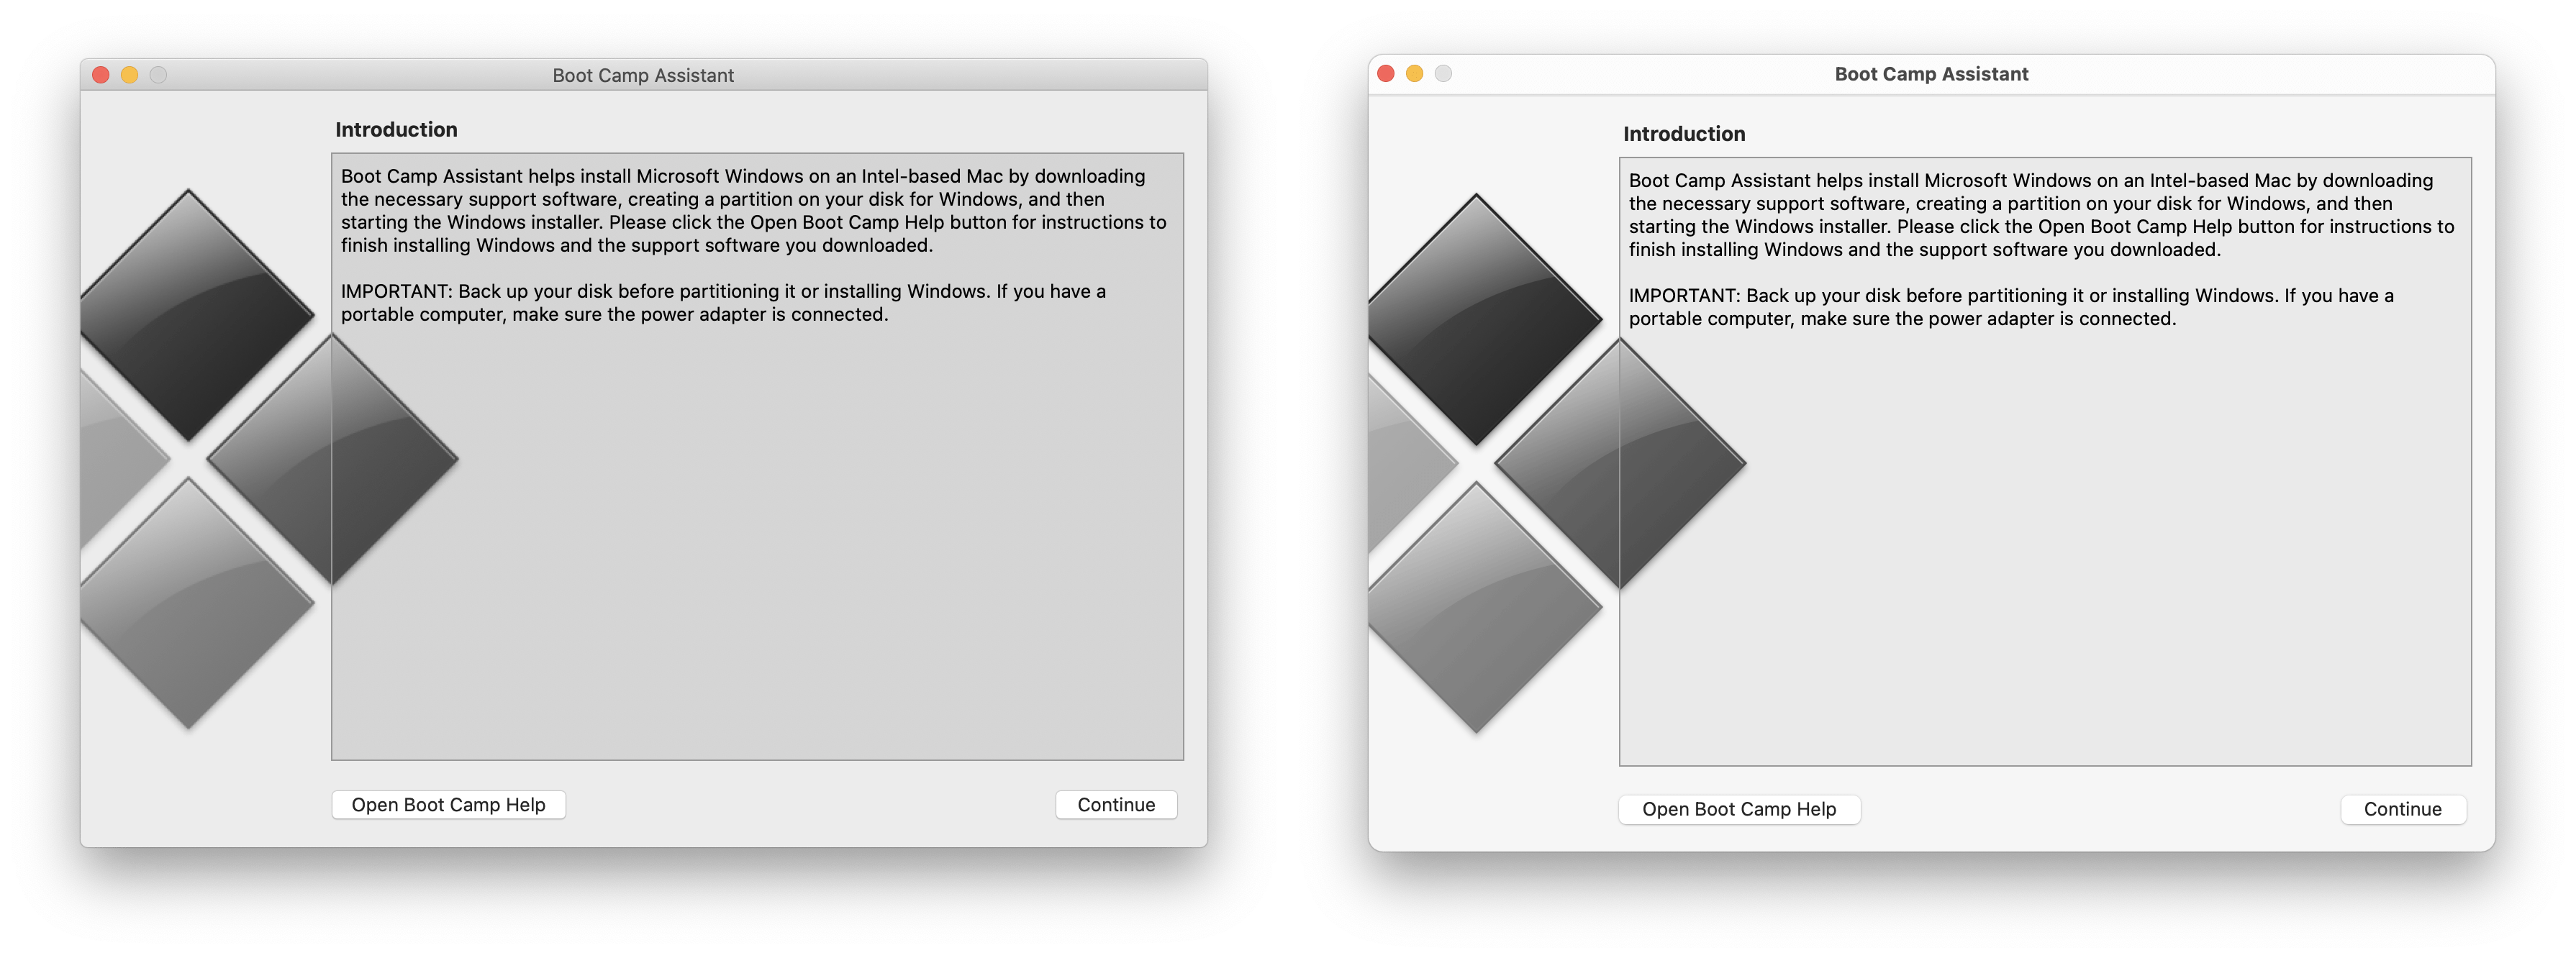 Boot Camp Assistant
Introduction
Boot Camp Assistant helps install Microsoft Windows on an Intel-based Mac by downloading
the necessary support software, creating a partition on your disk for Windows, and then
starting the Windows installer. Please click the Open Boot Camp Help button for instructions to
finish installing Windows and the support software you downloaded.
IMPORTANT: Back up your disk before partitioning it or installing Windows. If you have a
portable computer, make sure the power adapter is connected.
Open Boot Camp Help
Continue
Boot Camp Assistant
Introduction
Boot Camp Assistant helps install Microsoft Windows on an Intel-based Mac by downloading
the necessary support software, creating a partition on your disk for Windows, and then
starting the Windows installer. Please click the Open Boot Camp Help button for instructions to
finish installing Windows and the support software you downloaded.
IMPORTANT: Back up your disk before partitioning it or installing Windows. If you have a
portable computer, make sure the power adapter is connected.
Open Boot Camp Help
Continue